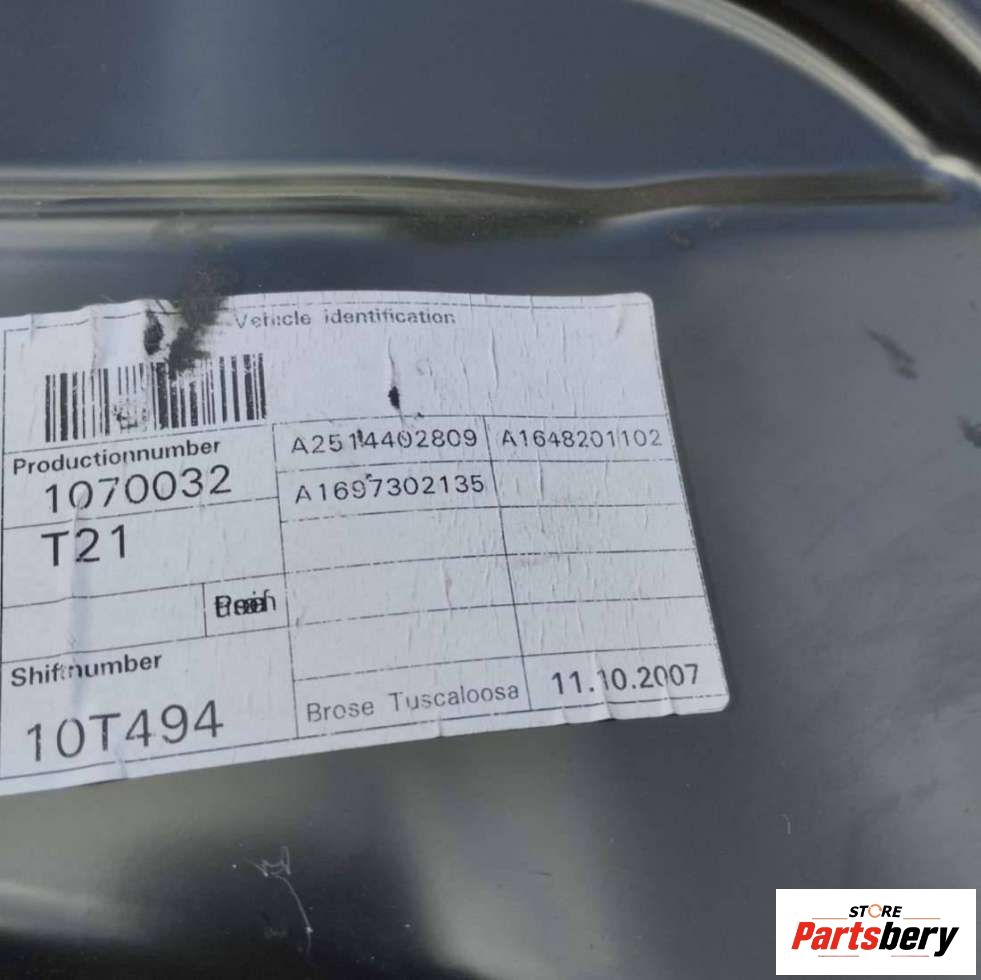 Vehicle identification
Productionnumber
1070032
T21
A2514402809 A1648201102
A1697302135
Shiftnumber
10T494
Brose Tuscaloosa 11.10.2007
STORE
Partsbery